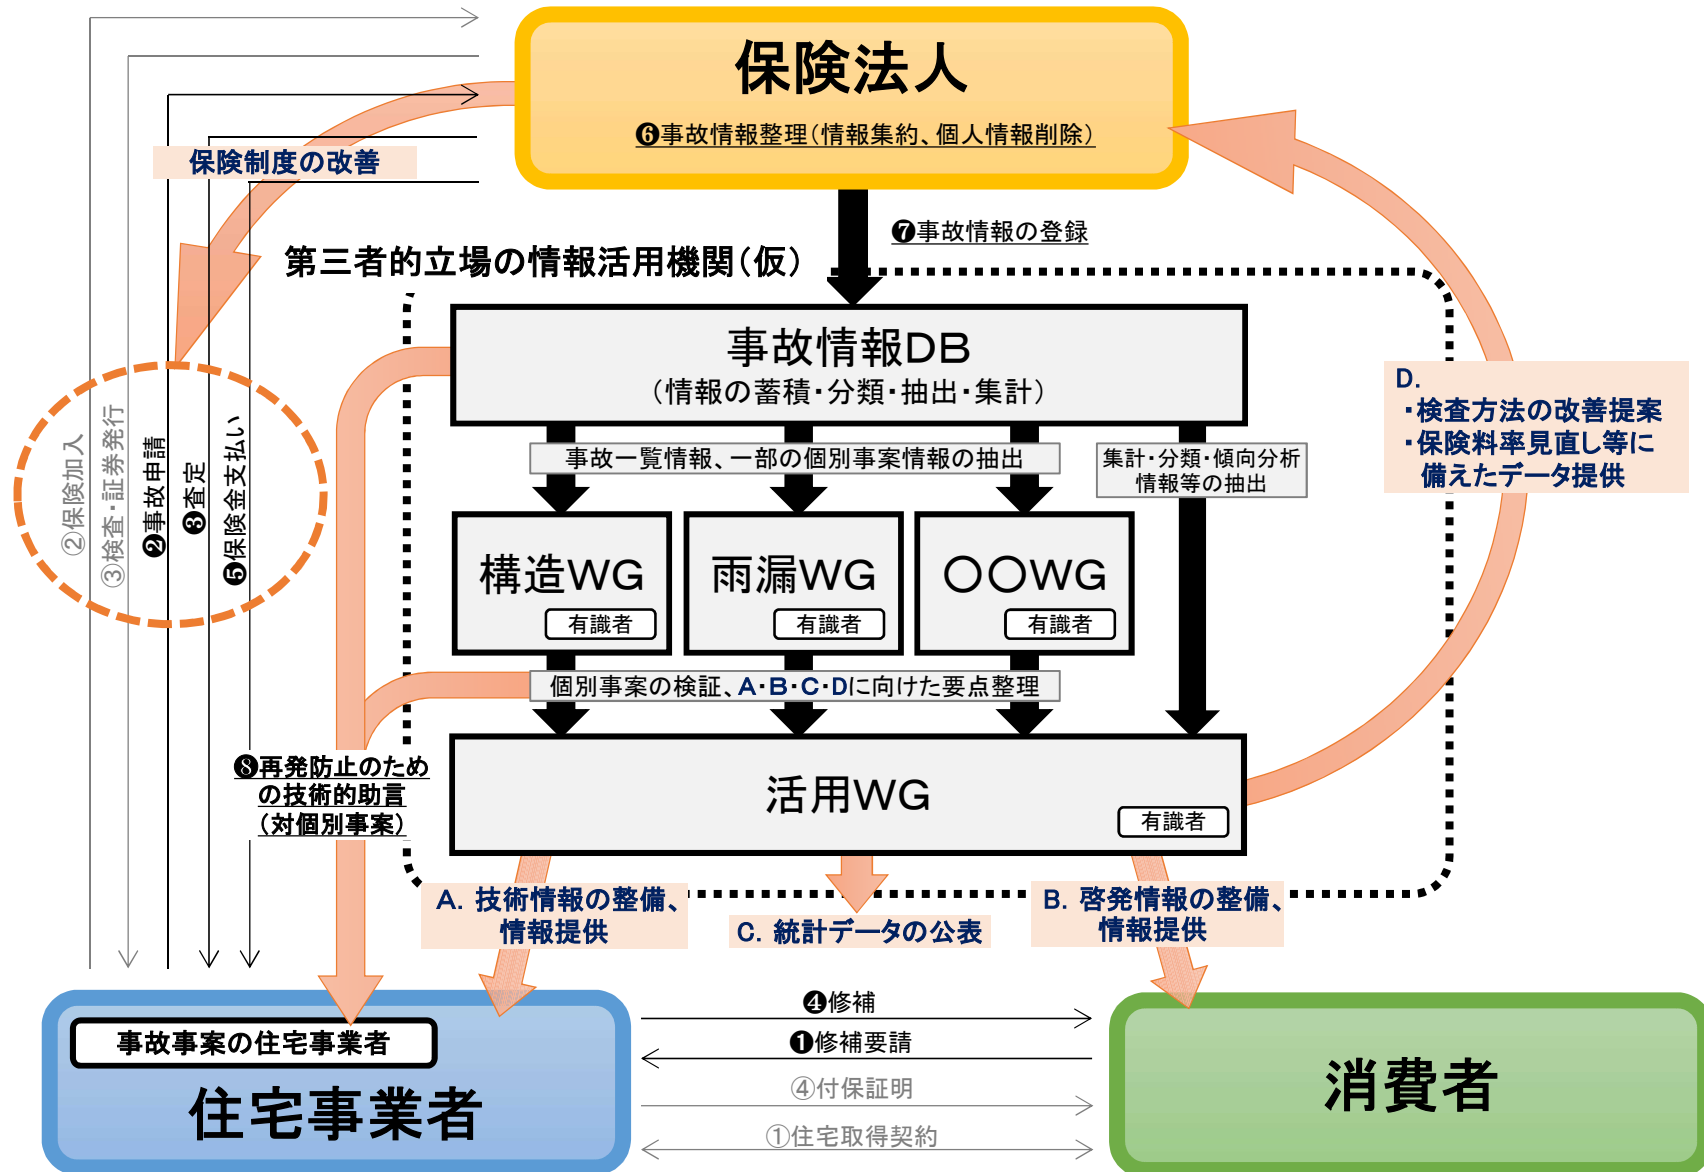 保険法人
❻事故情報整理（情報集約、個人情報削除）
保険制度の改善
❼事故情報の登録
第三者的立場の情報活用機関（仮）
事故情報DB
（情報の蓄積・分類・抽出・集計）
D.
・検査方法の改善提案
・保険料率見直し等に
備えたデータ提供
事故一覧情報、一部の個別事案情報の抽出
集計・分類・傾向分析
情報等の抽出
②保険加入
③検査・証券発行
❷事故申請
❸査定
❺保険金支払い
構造WG
有識者
雨漏WG
有識者
〇〇WG
有識者
個別事案の検証、A・B・C・Dに向けた要点整理
❽再発防止のため
の技術的助言
（対個別事案）
活用WG
有識者
A. 技術情報の整備、
情報提供
C. 統計データの公表
B. 啓発情報の整備、
情報提供
事故事案の住宅事業者
住宅事業者
❹修補
❶修補要請
④付保証明
①住宅取得契約
消費者